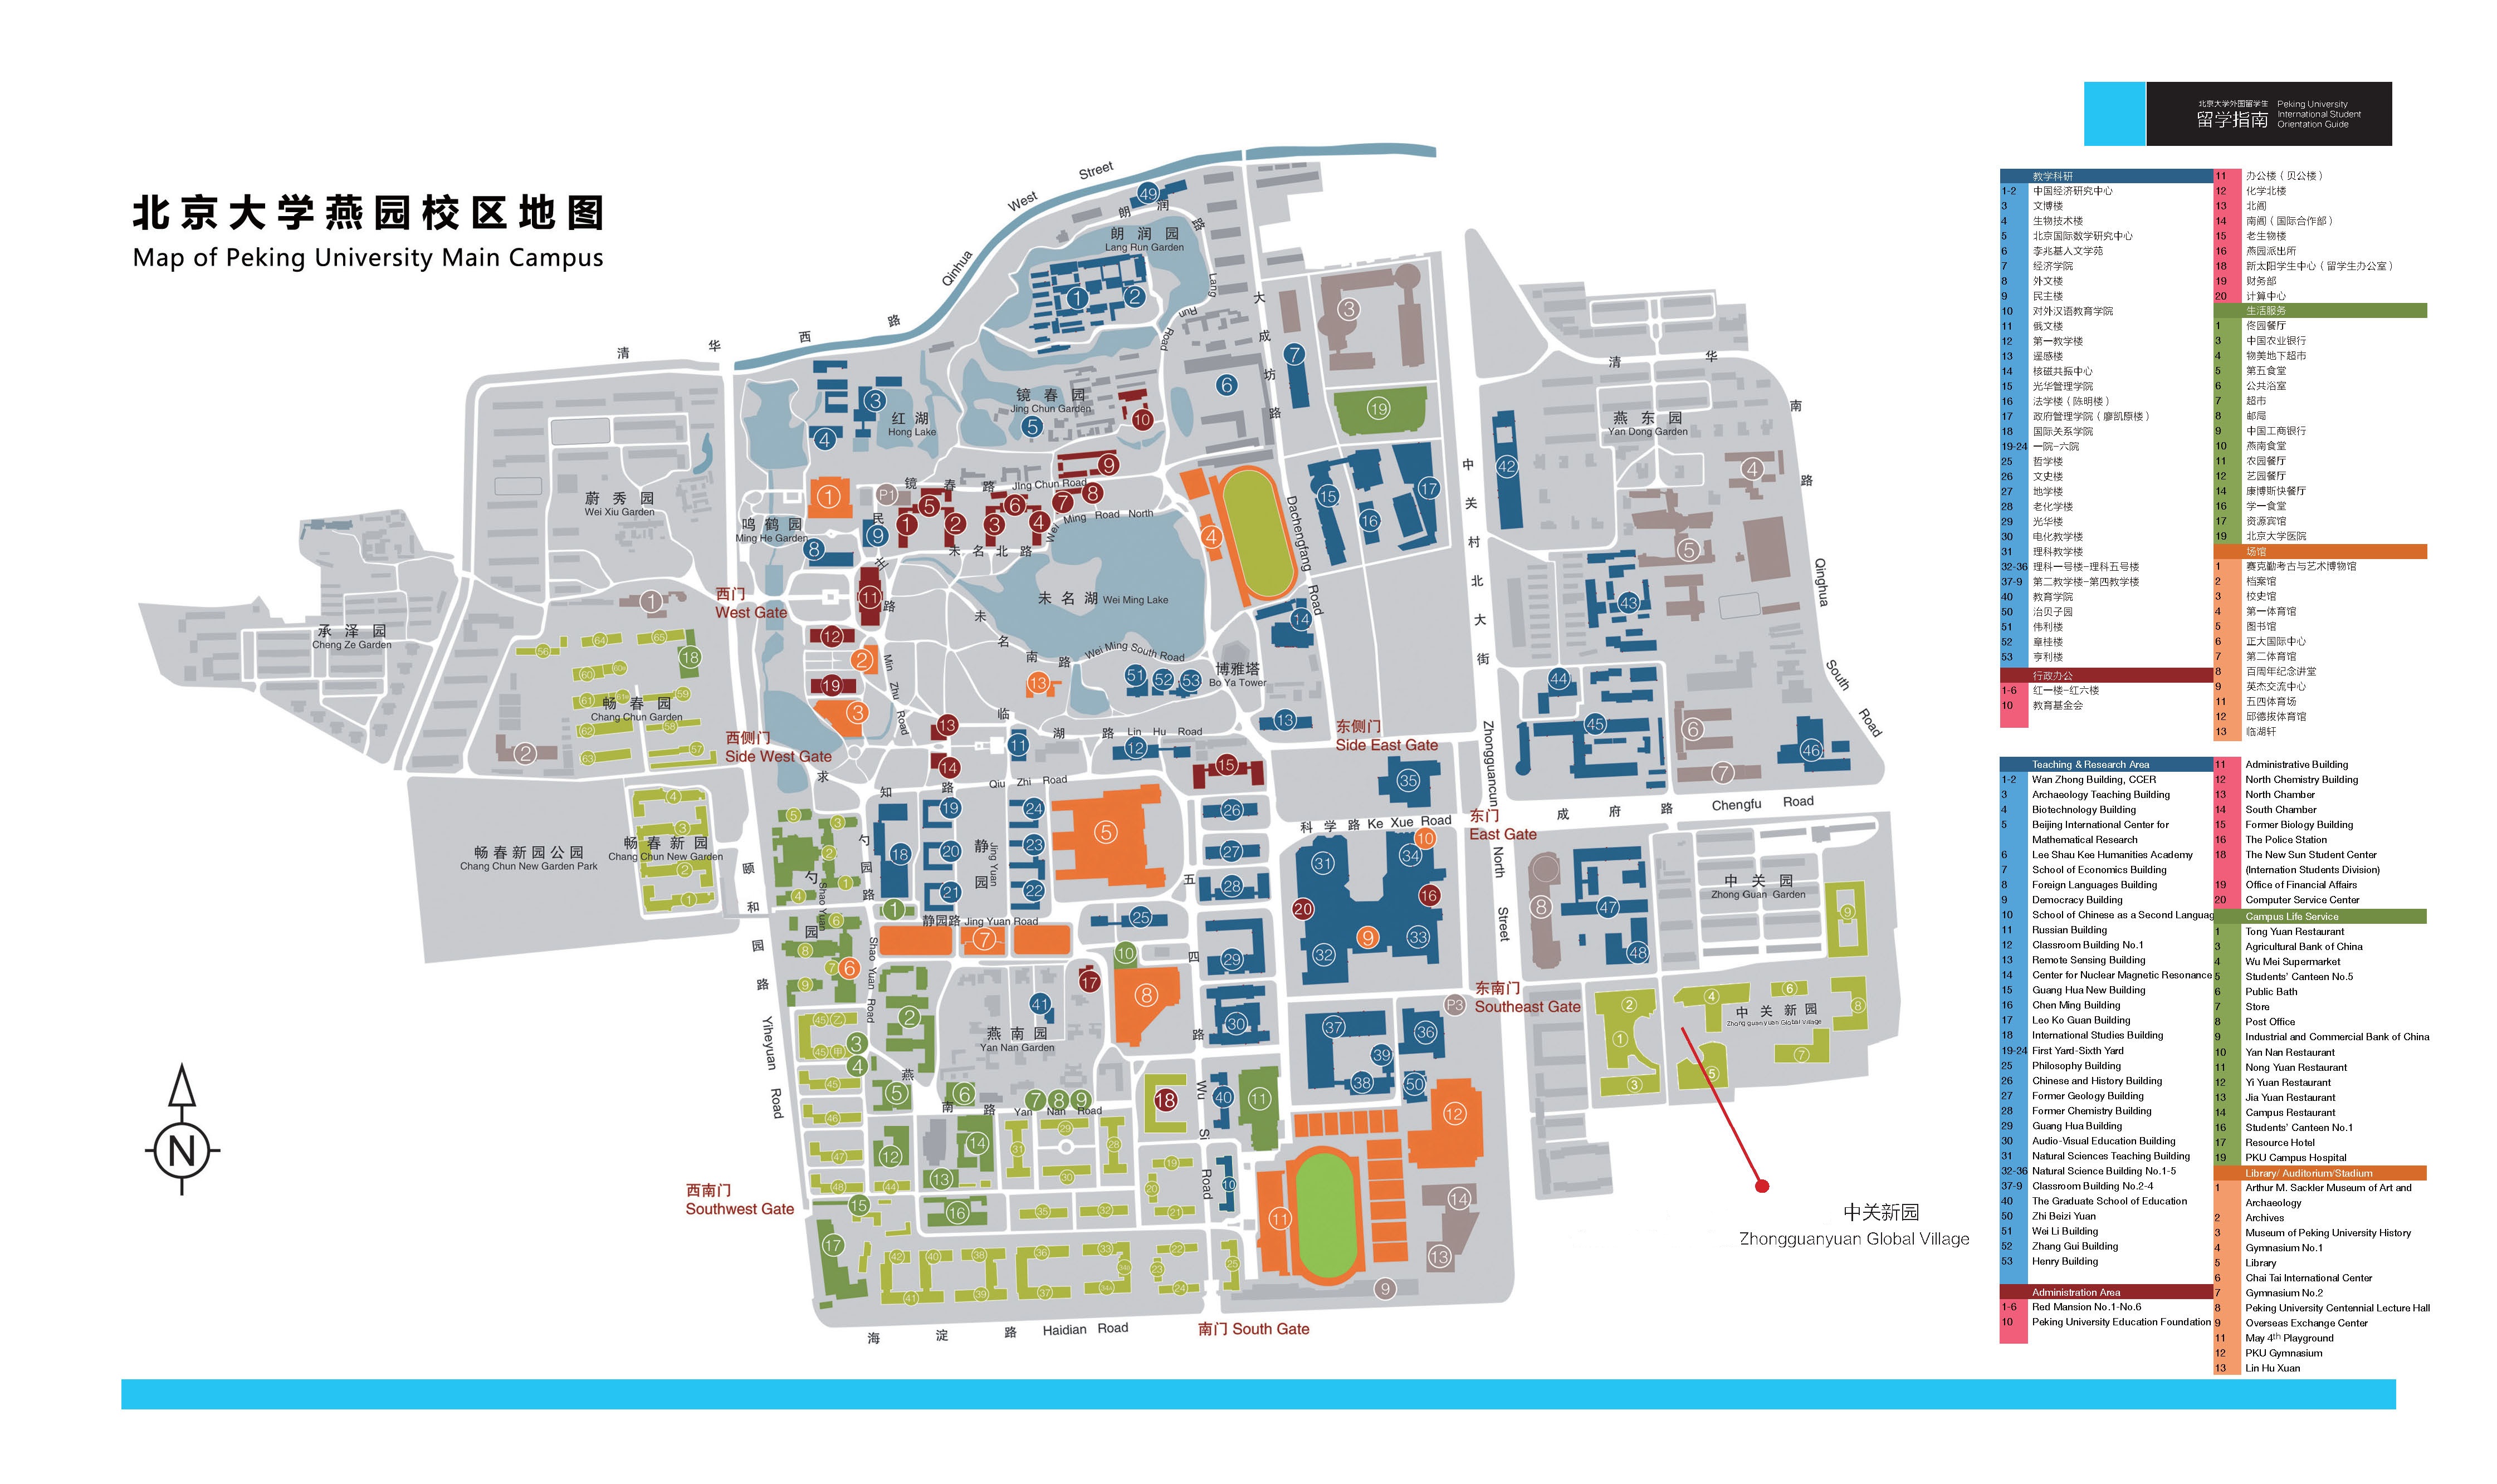 北京大学燕园校区地图
Map of Peking University Main Campus
北京大学外国留学生
留学指南
Peking University
International Student
Orientation Guide
Qinhua West Street
清华西路
朗润园
Lang Run Garden
朗润路
Lang Run Road
大成坊路
Dachengfang Road
镜春园
Jing Chun Garden
红湖
Hong Lake
镜春路 Jing Chun Road
蔚秀园
Wei Xiu Garden
鸣鹤园
Ming He Garden
民主路
Min Zhu Road
未名北路
Wei Ming Road North
未名湖 Wei Ming Lake
未名南路
Wei Ming South Road
博雅塔
Bo Ya Tower
西门
West Gate
承泽园
Cheng Ze Garden
畅春园
Chang Chun Garden
西侧门
Side West Gate
临湖路 Lin Hu Road
东侧门
Side East Gate
求知路 Qiu Zhi Road
畅春新园公园
Chang Chun New Garden Park
畅春新园
Chang Chun New Garden
勺园
Shao Yuan
勺园路
Shao Yuan Road
静园
Jing Yuan
静园路 Jing Yuan Road
科学路 Ke Xue Road
东门
East Gate
颐和园路
Yiheyuan Road
五四路
Wu Si Road
燕南园
Yan Nan Garden
燕南路
Yan Nan Road
东南门
Southeast Gate
西南门
Southwest Gate
海淀路 Haidian Road
南门 South Gate
中关村北大街
Zhongguancun North Street
燕东园
Yan Dong Garden
清华南路
Qinghua South Road
成府路 Chengfu Road
中关园
Zhong Guan Garden
中关新园
Zhong guanyuan Global Village
中关新园
Zhongguanyuan Global Village
P1
P3
N
教学科研
1-2 中国经济研究中心
3 文博楼
4 生物技术楼
5 北京国际数学研究中心
6 李兆基人文学苑
7 经济学院
8 外文楼
9 民主楼
10 对外汉语教育学院
11 俄文楼
12 第一教学楼
13 遥感楼
14 核磁共振中心
15 光华管理学院
16 法学楼（陈明楼）
17 政府管理学院（廖凯原楼）
18 国际关系学院
19-24 一院-六院
25 哲学楼
26 文史楼
27 地学楼
28 老化学楼
29 光华楼
30 电化教学楼
31 理科教学楼
32-36 理科一号楼-理科五号楼
37-9 第二教学楼-第四教学楼
40 教育学院
50 治贝子园
51 伟利楼
52 章桂楼
53 亨利楼
行政办公
1-6 红一楼-红六楼
10 教育基金会
11 办公楼（贝公楼）
12 化学北楼
13 北阁
14 南阁（国际合作部）
15 老生物楼
16 燕园派出所
18 新太阳学生中心（留学生办公室）
19 财务部
20 计算中心
生活服务
1 佟园餐厅
3 中国农业银行
4 物美地下超市
5 第五食堂
6 公共浴室
7 超市
8 邮局
9 中国工商银行
10 燕南食堂
11 农园餐厅
12 艺园餐厅
14 康博斯快餐厅
16 学一食堂
17 资源宾馆
19 北京大学医院
场馆
1 赛克勒考古与艺术博物馆
2 档案馆
3 校史馆
4 第一体育馆
5 图书馆
6 正大国际中心
7 第二体育馆
8 百周年纪念讲堂
9 英杰交流中心
11 五四体育场
12 邱德拔体育馆
13 临湖轩
Teaching & Research Area
1-2 Wan Zhong Building, CCER
3 Archaeology Teaching Building
4 Biotechnology Building
5 Beijing International Center for
Mathematical Research
6 Lee Shau Kee Humanities Academy
7 School of Economics Building
8 Foreign Languages Building
9 Democracy Building
10 School of Chinese as a Second Languag
11 Russian Building
12 Classroom Building No.1
13 Remote Sensing Building
14 Center for Nuclear Magnetic Resonance
15 Guang Hua New Building
16 Chen Ming Building
17 Leo Ko Guan Building
18 International Studies Building
19-24 First Yard-Sixth Yard
25 Philosophy Building
26 Chinese and History Building
27 Former Geology Building
28 Former Chemistry Building
29 Guang Hua Building
30 Audio-Visual Education Building
31 Natural Sciences Teaching Building
32-36 Natural Science Building No.1-5
37-9 Classroom Building No.2-4
40 The Graduate School of Education
50 Zhi Beizi Yuan
51 Wei Li Building
52 Zhang Gui Building
53 Henry Building
Administration Area
1-6 Red Mansion No.1-No.6
10 Peking University Education Foundation
11 Administrative Building
12 North Chemistry Building
13 North Chamber
14 South Chamber
15 Former Biology Building
16 The Police Station
18 The New Sun Student Center
(Internation Students Division)
19 Office of Financial Affairs
20 Computer Service Center
Campus Life Service
1 Tong Yuan Restaurant
3 Agricultural Bank of China
4 Wu Mei Supermarket
5 Students' Canteen No.5
6 Public Bath
7 Store
8 Post Office
9 Industrial and Commercial Bank of China
10 Yan Nan Restaurant
11 Nong Yuan Restaurant
12 Yi Yuan Restaurant
13 Jia Yuan Restaurant
14 Campus Restaurant
16 Students' Canteen No.1
17 Resource Hotel
19 PKU Campus Hospital
Library/ Auditorium/Stadium
1 Arthur M. Sackler Museum of Art and
Archaeology
2 Archives
3 Museum of Peking University History
4 Gymnasium No.1
5 Library
6 Chai Tai International Center
7 Gymnasium No.2
8 Peking University Centennial Lecture Hall
9 Overseas Exchange Center
11 May 4th Playground
12 PKU Gymnasium
13 Lin Hu Xuan